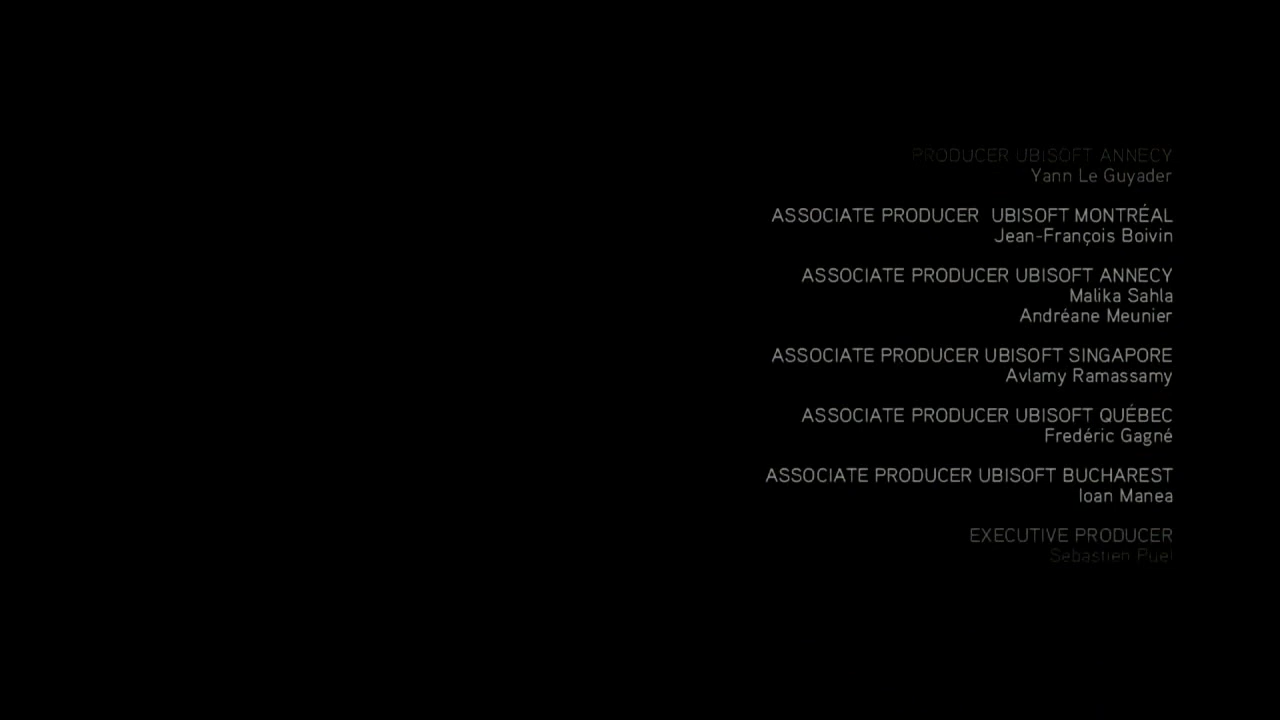 PRODUCER UBISOFT ANNECY
Yann Le Guyader
ASSOCIATE PRODUCER UBISOFT MONTRÉAL
Jean-François Boivin
ASSOCIATE PRODUCER UBISOFT ANNECY
Malika Sahla
Andréane Meunier
ASSOCIATE PRODUCER UBISOFT SINGAPORE
Avlamy Ramassamy
ASSOCIATE PRODUCER UBISOFT QUÉBEC
Fredéric Gagné
ASSOCIATE PRODUCER UBISOFT BUCHAREST
Ioan Manea
EXECUTIVE PRODUCER
Sebastien Puel